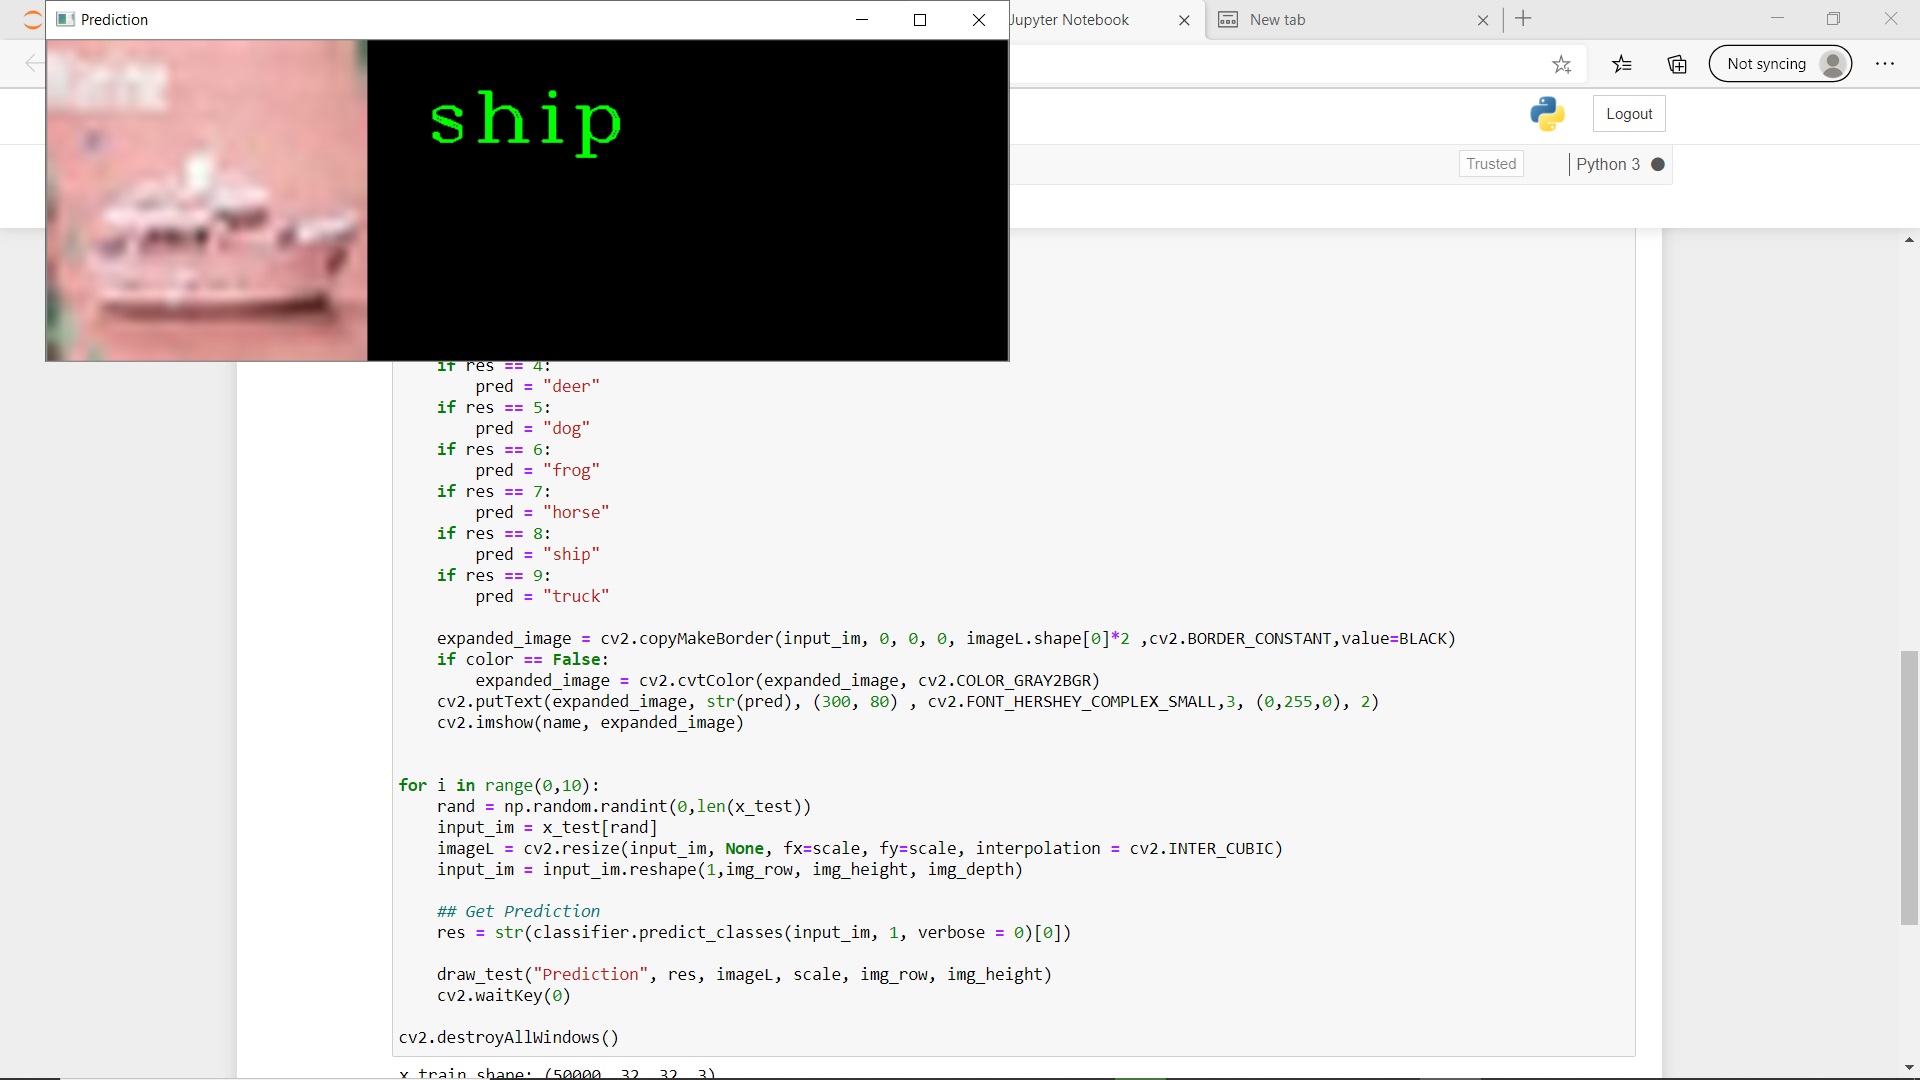 Prediction
Jupyter Notebook
New tab
Not syncing
ship
Logout
Trusted
Python 3
if res == 4:
pred = "deer"
if res == 5:
pred = "dog"
if res == 6:
pred = "frog"
if res == 7:
pred = "horse"
if res == 8:
pred = "ship"
if res == 9:
pred = "truck"
expanded_image = cv2.copyMakeBorder(input_im, 0, 0, 0, imageL.shape[0]*2 ,cv2.BORDER_CONSTANT,value=BLACK)
if color == False:
expanded_image = cv2.cvtColor(expanded_image, cv2.COLOR_GRAY2BGR)
cv2.putText(expanded_image, str(pred), (300, 80) , cv2.FONT_HERSHEY_COMPLEX_SMALL,3, (0,255,0), 2)
cv2.imshow(name, expanded_image)
for i in range(0,10):
rand = np.random.randint(0,len(x_test))
input_im = x_test[rand]
imageL = cv2.resize(input_im, None, fx=scale, fy=scale, interpolation = cv2.INTER_CUBIC)
input_im = input_im.reshape(1,img_row, img_height, img_depth)
## Get Prediction
res = str(classifier.predict_classes(input_im, 1, verbose = 0)[0])
draw_test("Prediction", res, imageL, scale, img_row, img_height)
cv2.waitKey(0)
cv2.destroyAllWindows()
x_train shape: (50000, 32, 32, 3)